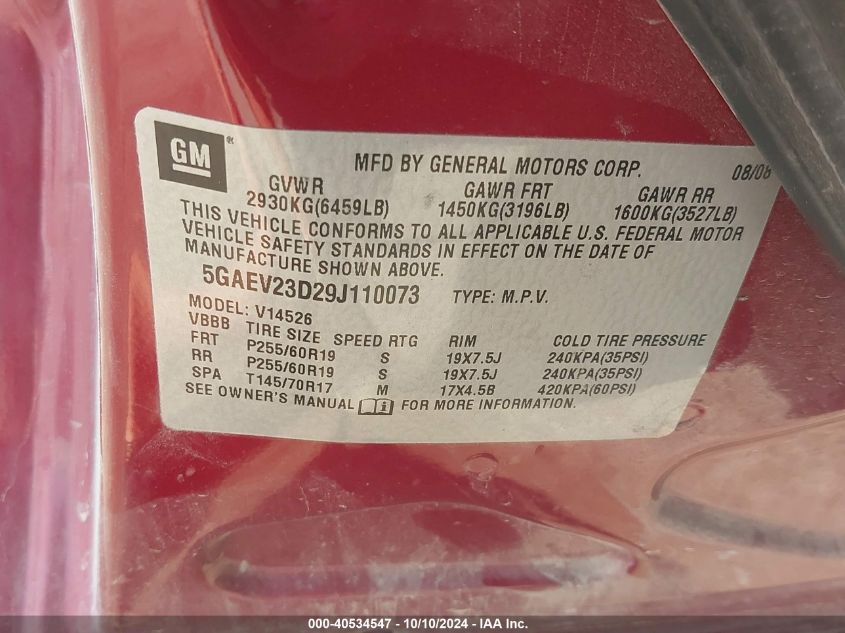 GM ®
MFD BY GENERAL MOTORS CORP. 08/08
GVWR GAWR FRT GAWR RR
2930KG(6459LB) 1450KG(3196LB) 1600KG(3527LB)
THIS VEHICLE CONFORMS TO ALL APPLICABLE U.S. FEDERAL MOTOR
VEHICLE SAFETY STANDARDS IN EFFECT ON THE DATE OF
MANUFACTURE SHOWN ABOVE.
5GAEV23D29J110073 TYPE: M.P.V.
MODEL: V14526
VBBB TIRE SIZE SPEED RTG RIM COLD TIRE PRESSURE
FRT P255/60R19 S 19X7.5J 240KPA(35PSI)
RR P255/60R19 S 19X7.5J 240KPA(35PSI)
SPA T145/70R17 M 17X4.5B 420KPA(60PSI)
SEE OWNER'S MANUAL FOR MORE INFORMATION.
000-40534547 - 10/10/2024 - IAA Inc.